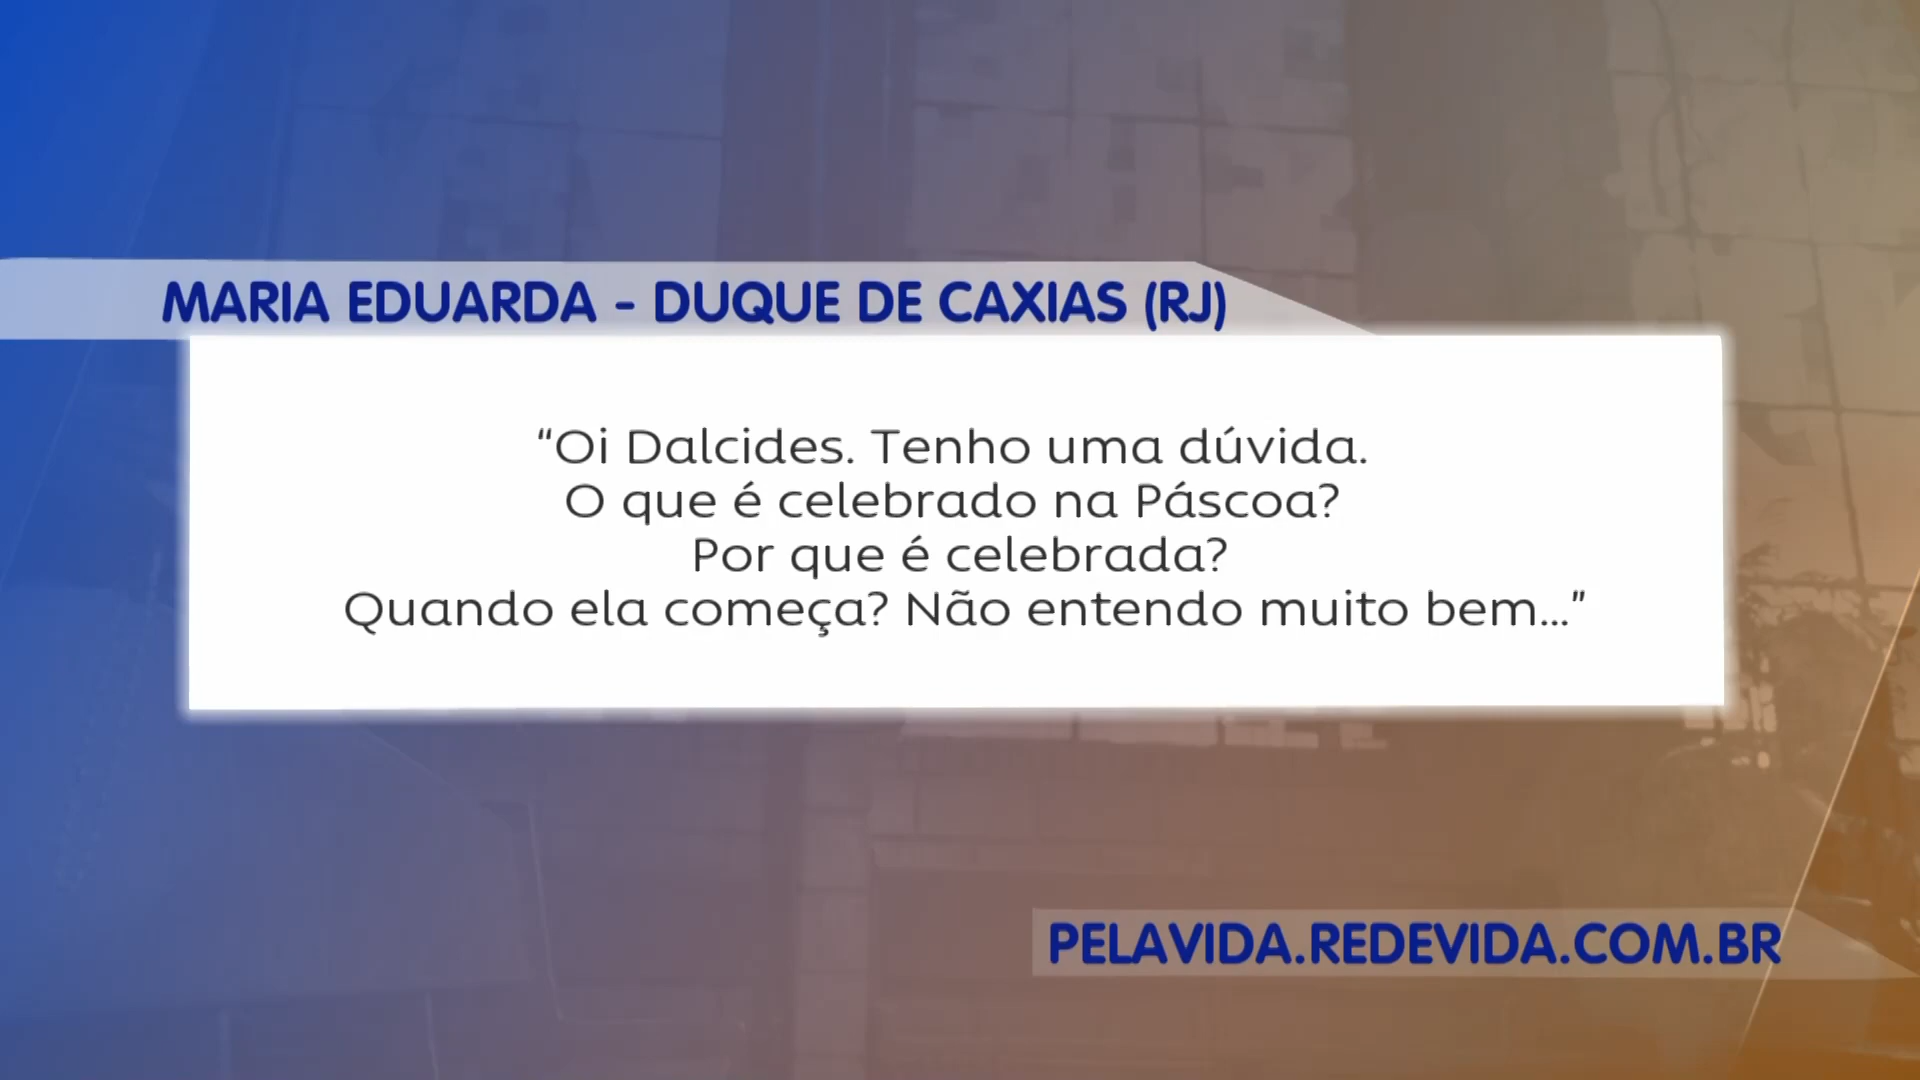 MARIA EDUARDA - DUQUE DE CAXIAS (RJ)
“Oi Dalcides. Tenho uma dúvida.
O que é celebrado na Páscoa?
Por que é celebrada?
Quando ela começa? Não entendo muito bem...”
PELAVIDA.REDEVIDA.COM.BR